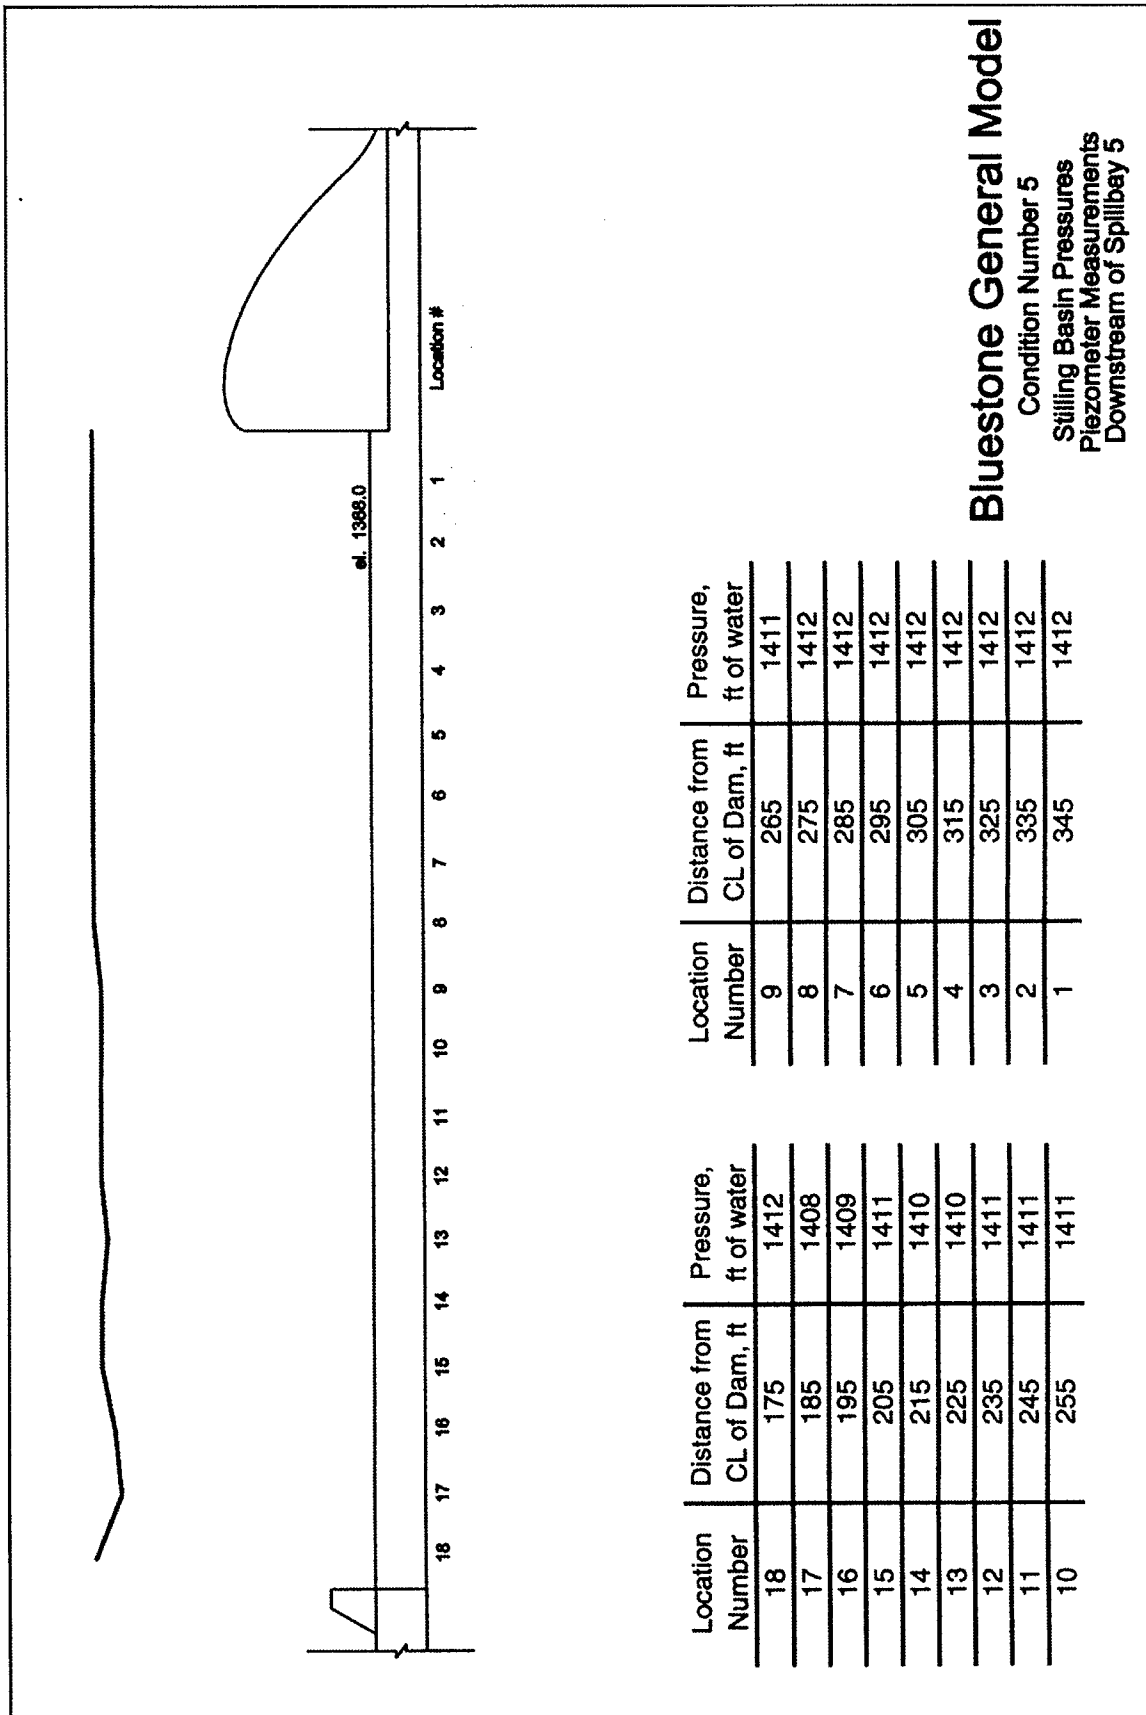 el. 1368.0
18 17 16 15 14 13 12 11 10 9 8 7 6 5 4 3 2 1 Location #
Location Distance from Pressure,
Number CL of Dam, ft ft of water
18 175 1412
17 185 1408
16 195 1409
15 205 1411
14 215 1410
13 225 1410
12 235 1411
11 245 1411
10 255 1411
Location Distance from Pressure,
Number CL of Dam, ft ft of water
9 265 1411
8 275 1412
7 285 1412
6 295 1412
5 305 1412
4 315 1412
3 325 1412
2 335 1412
1 345 1412
Bluestone General Model
Condition Number 5
Stilling Basin Pressures
Piezometer Measurements
Downstream of Spillbay 5